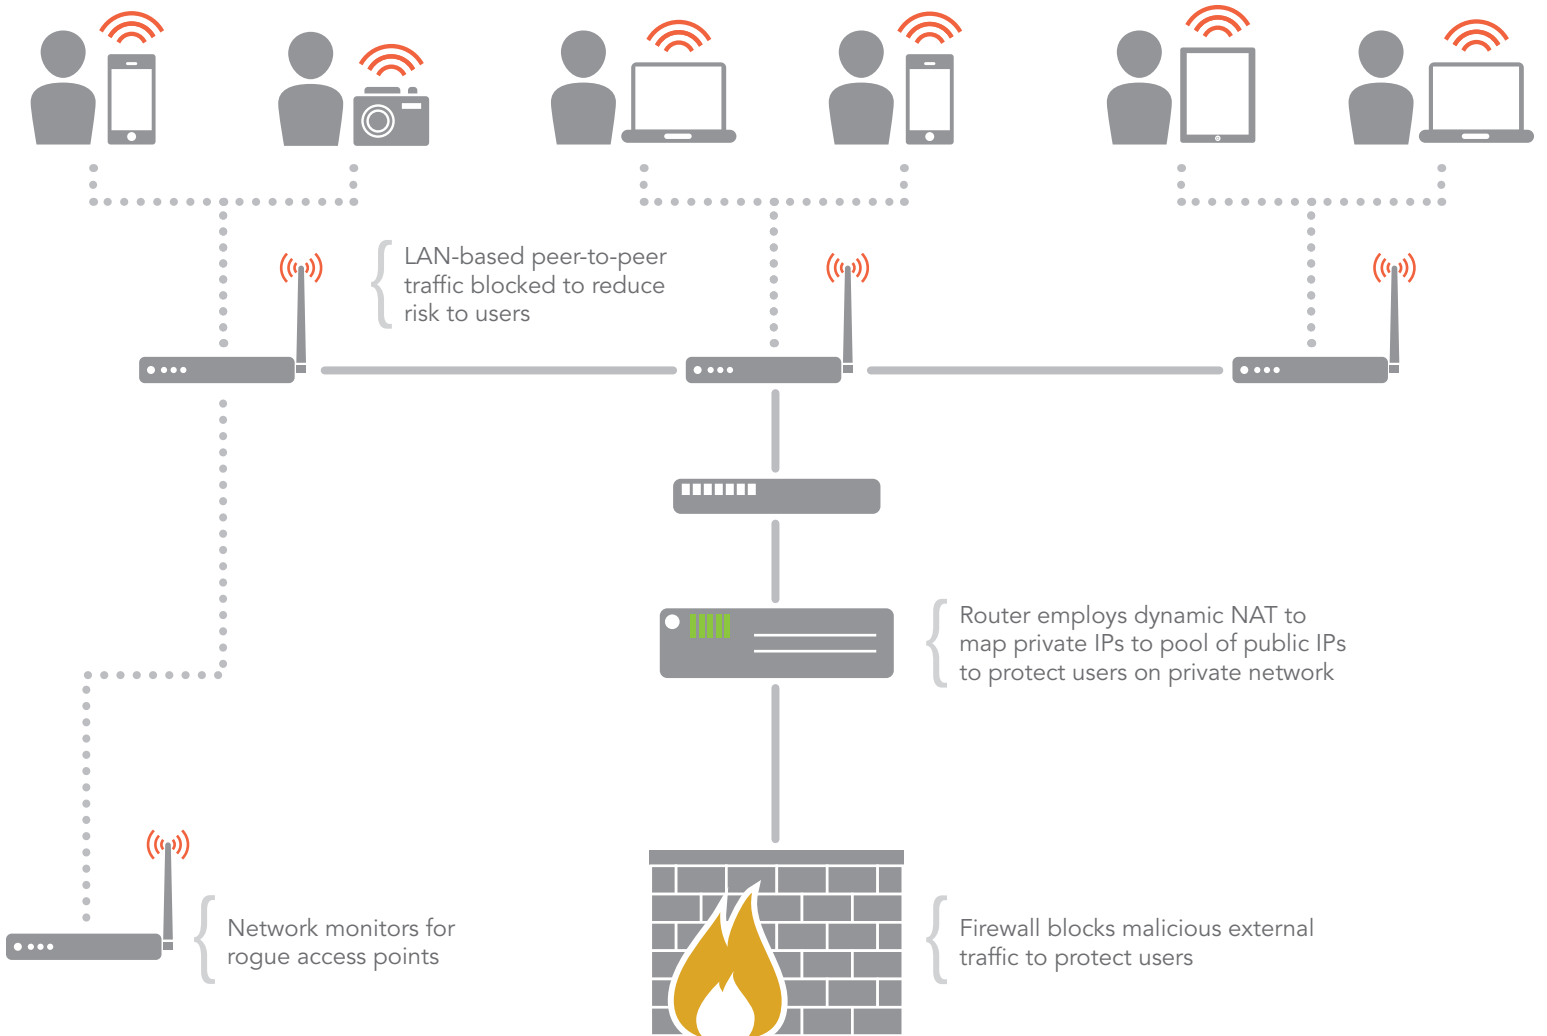 LAN-based peer-to-peer
traffic blocked to reduce
risk to users
Router employs dynamic NAT to
map private IPs to pool of public IPs
to protect users on private network
Network monitors for
rogue access points
Firewall blocks malicious external
traffic to protect users